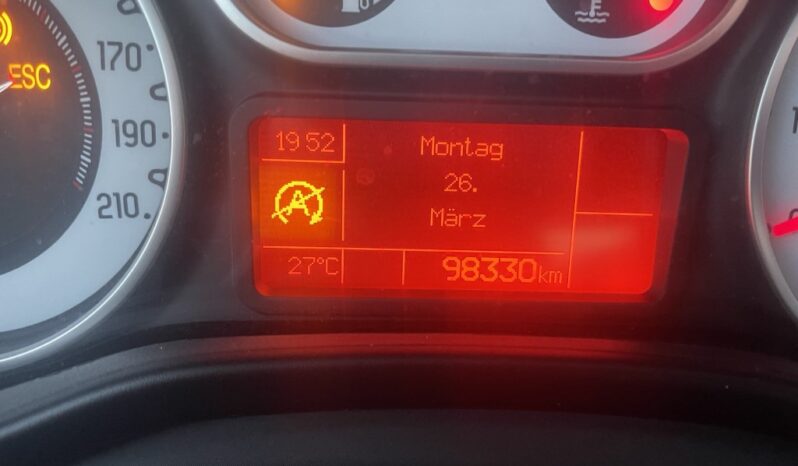 ESC
170
190
210
19 52
Montag
26.
A
März
27°C
98330km